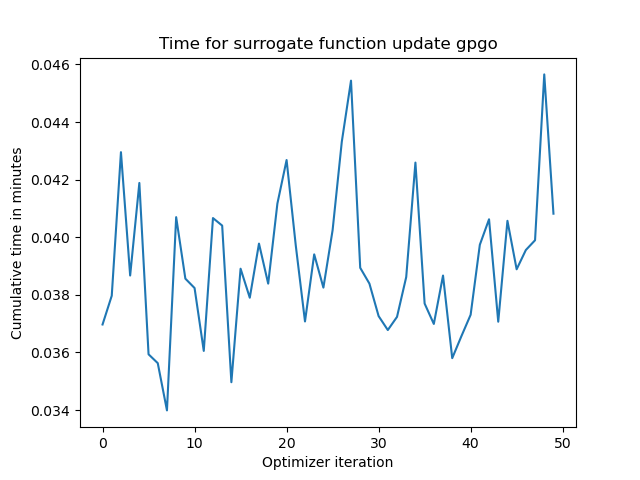 Time for surrogate function update gpgo
0.046
0.044
0.042
0.040
0.038
0.036
0.034
Cumulative time in minutes
0 10 20 30 40 50
Optimizer iteration